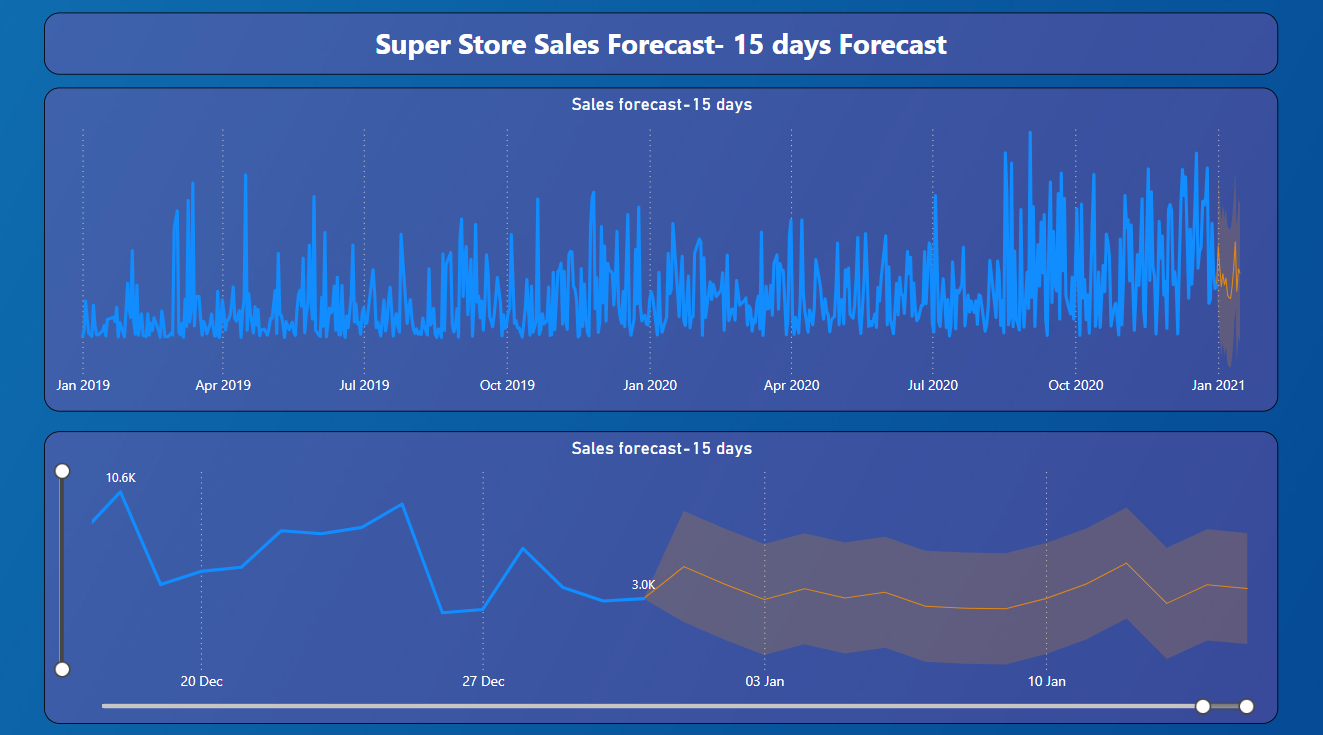 Super Store Sales Forecast- 15 days Forecast
Sales forecast-15 days
Jan 2019 Apr 2019 Jul 2019 Oct 2019 Jan 2020 Apr 2020 Jul 2020 Oct 2020 Jan 2021
Sales forecast-15 days
10.6K
3.0K
20 Dec 27 Dec 03 Jan 10 Jan